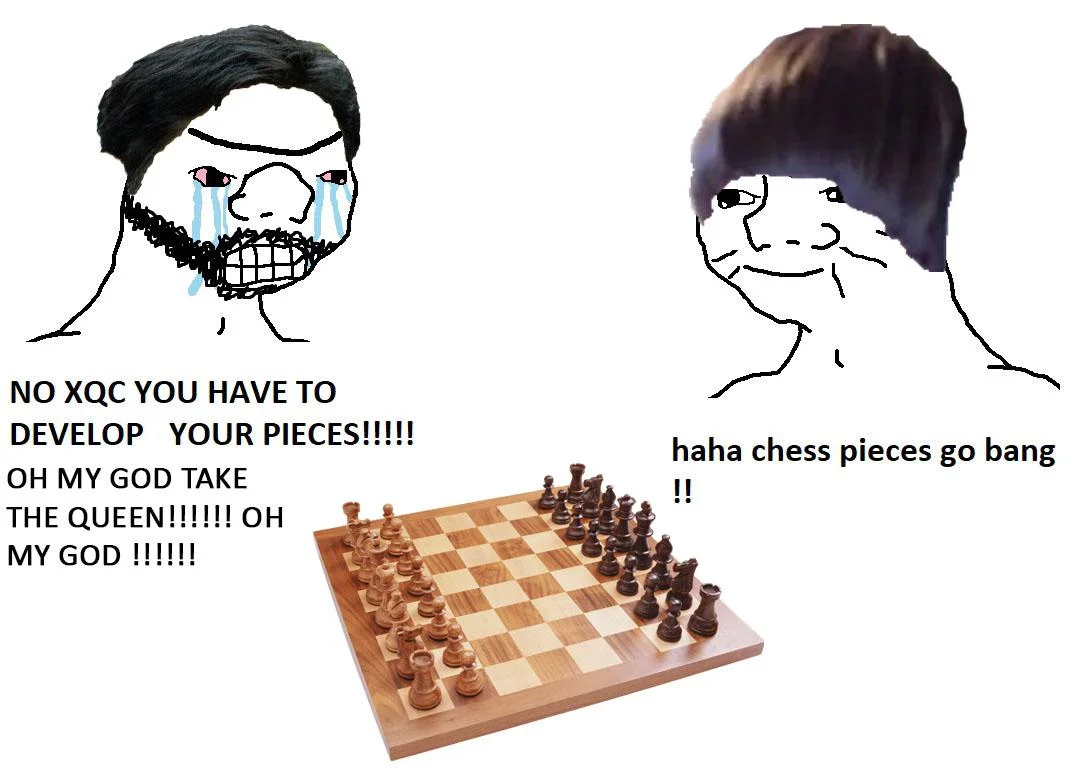 NO XQC YOU HAVE TO
DEVELOP YOUR PIECES!!!!!
OH MY GOD TAKE
THE QUEEN!!!!!! OH
MY GOD !!!!!!
haha chess pieces go bang
!!